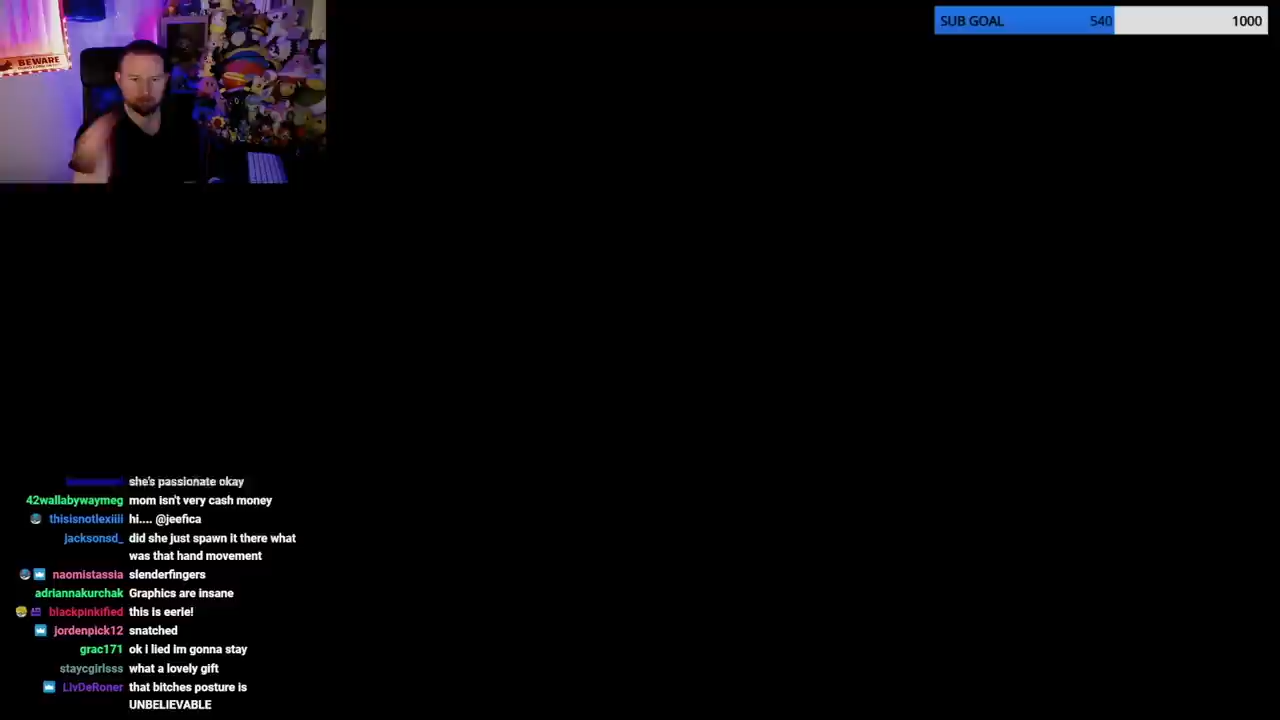 BEWARE
SUB GOAL 540 1000
she's passionate okay
42wallabywaymeg mom isn't very cash money
thisisnotlexiiii hi.... @jeefica
jacksonsd_ did she just spawn it there what
was that hand movement
naomistassia slenderfingers
adriannakurchak Graphics are insane
blackpinkified this is eerie!
jordenpick12 snatched
grac171 ok i lied im gonna stay
staycgirlsss what a lovely gift
LivDeRoner that bitches posture is
UNBELIEVABLE